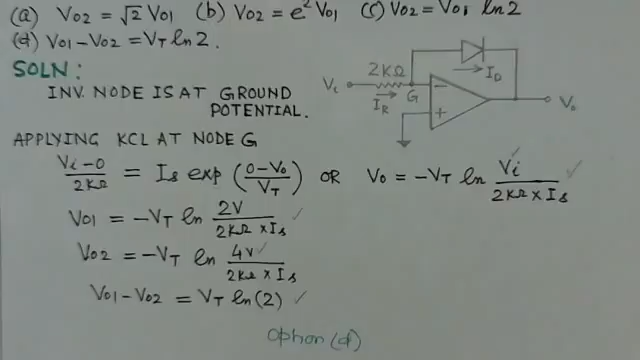 (a) Vo2 = √2 Vo1 (b) Vo2 = e² Vo1 (c) Vo2 = Vo1 ln2
(d) Vo1 - Vo2 = VT ln 2.
SOLN:
INV. NODE IS AT GROUND
POTENTIAL.
2KΩ
ID
Vi
IR
G
−
+
Vo
APPLYING KCL AT NODE G
Vi-0/2KΩ = Is exp (0-Vo/VT) OR Vo = -VT ln Vi/2KΩ × Is
Vo1 = -VT ln 2V/2KΩ × Is
Vo2 = -VT ln 4V/2KΩ × Is
Vo1 - Vo2 = VT ln(2)
Option (d)